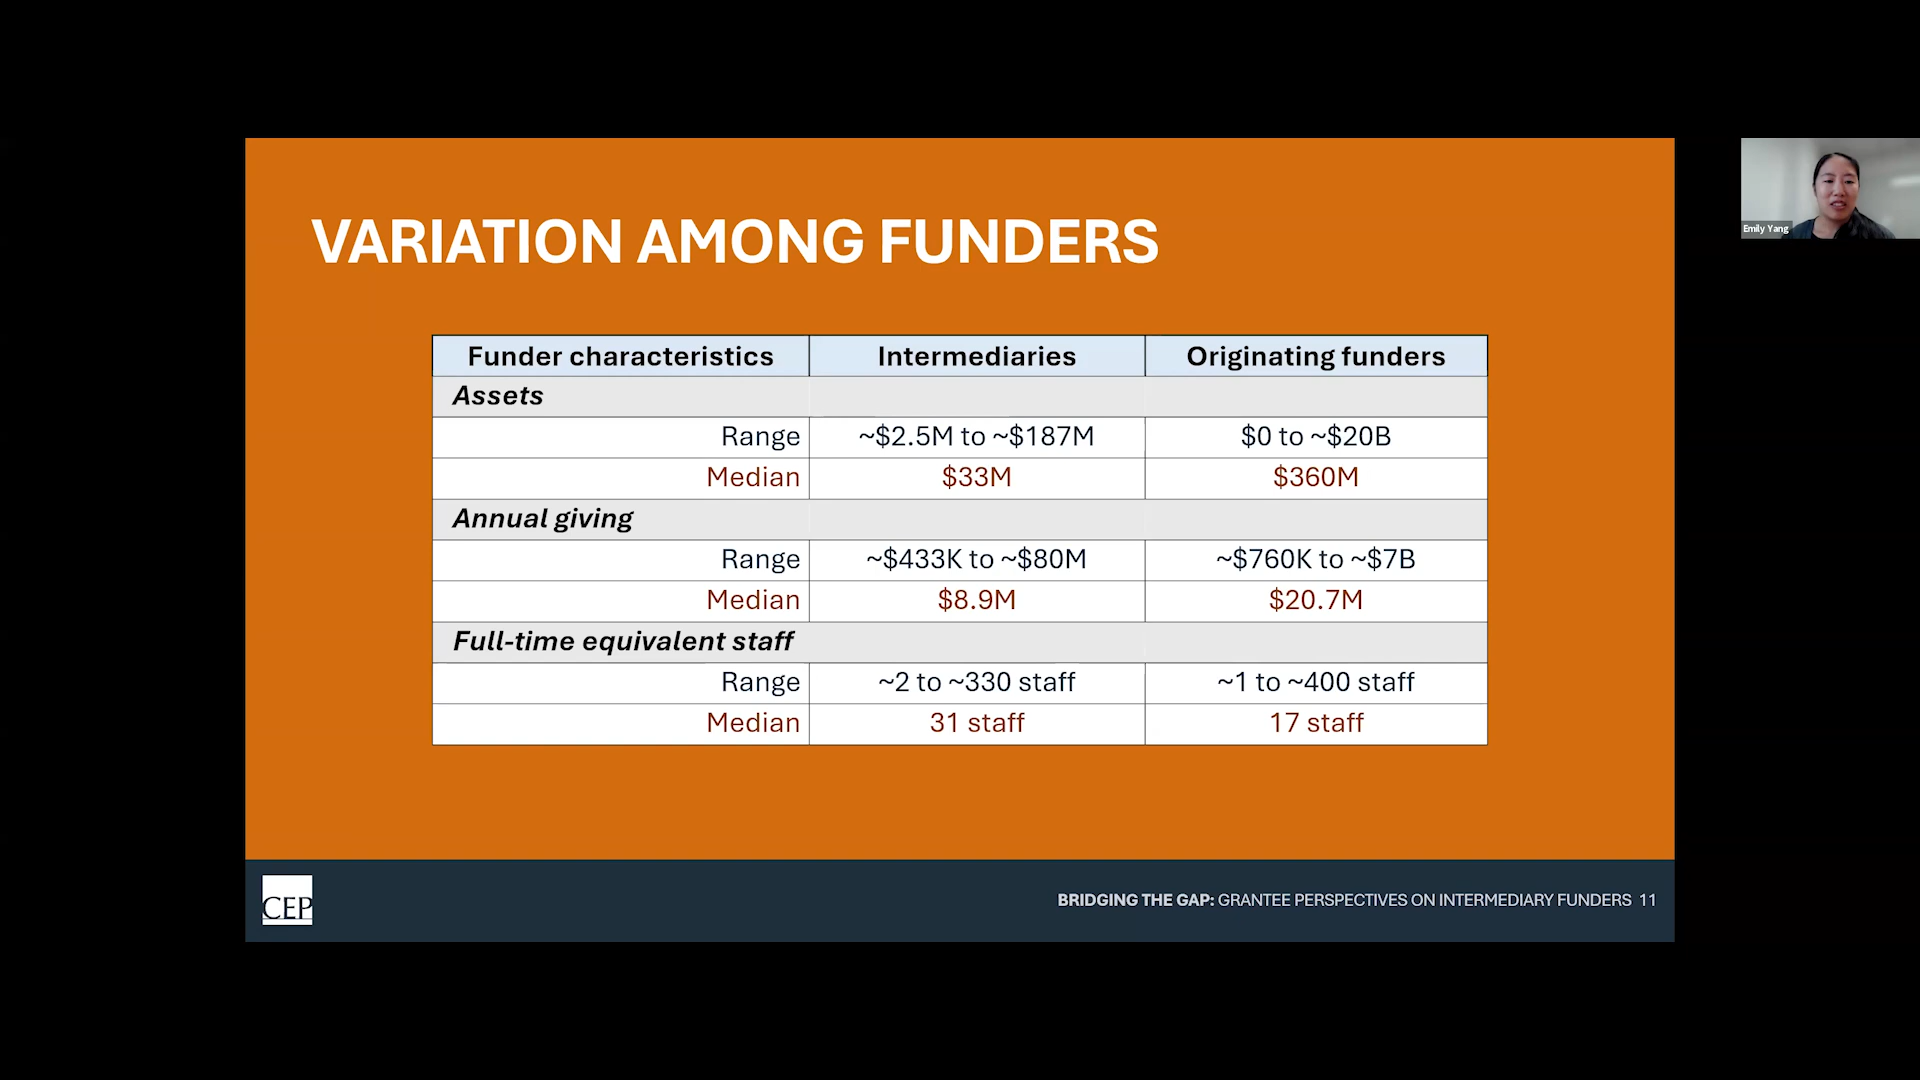 VARIATION AMONG FUNDERS
Funder characteristics Intermediaries Originating funders
Assets
Range ~$2.5M to ~$187M $0 to ~$20B
Median $33M $360M
Annual giving
Range ~$433K to ~$80M ~$760K to ~$7B
Median $8.9M $20.7M
Full-time equivalent staff
Range ~2 to ~330 staff ~1 to ~400 staff
Median 31 staff 17 staff
CEP
BRIDGING THE GAP: GRANTEE PERSPECTIVES ON INTERMEDIARY FUNDERS 11
Emily Yang